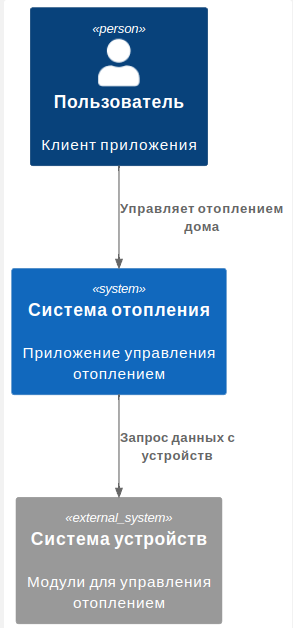 «person»
Пользователь
Клиент приложения
Управляет отоплением
дома
«system»
Система отопления
Приложение управления
отоплением
Запрос данных с
устройств
«external_system»
Система устройств
Модули для управления
отоплением